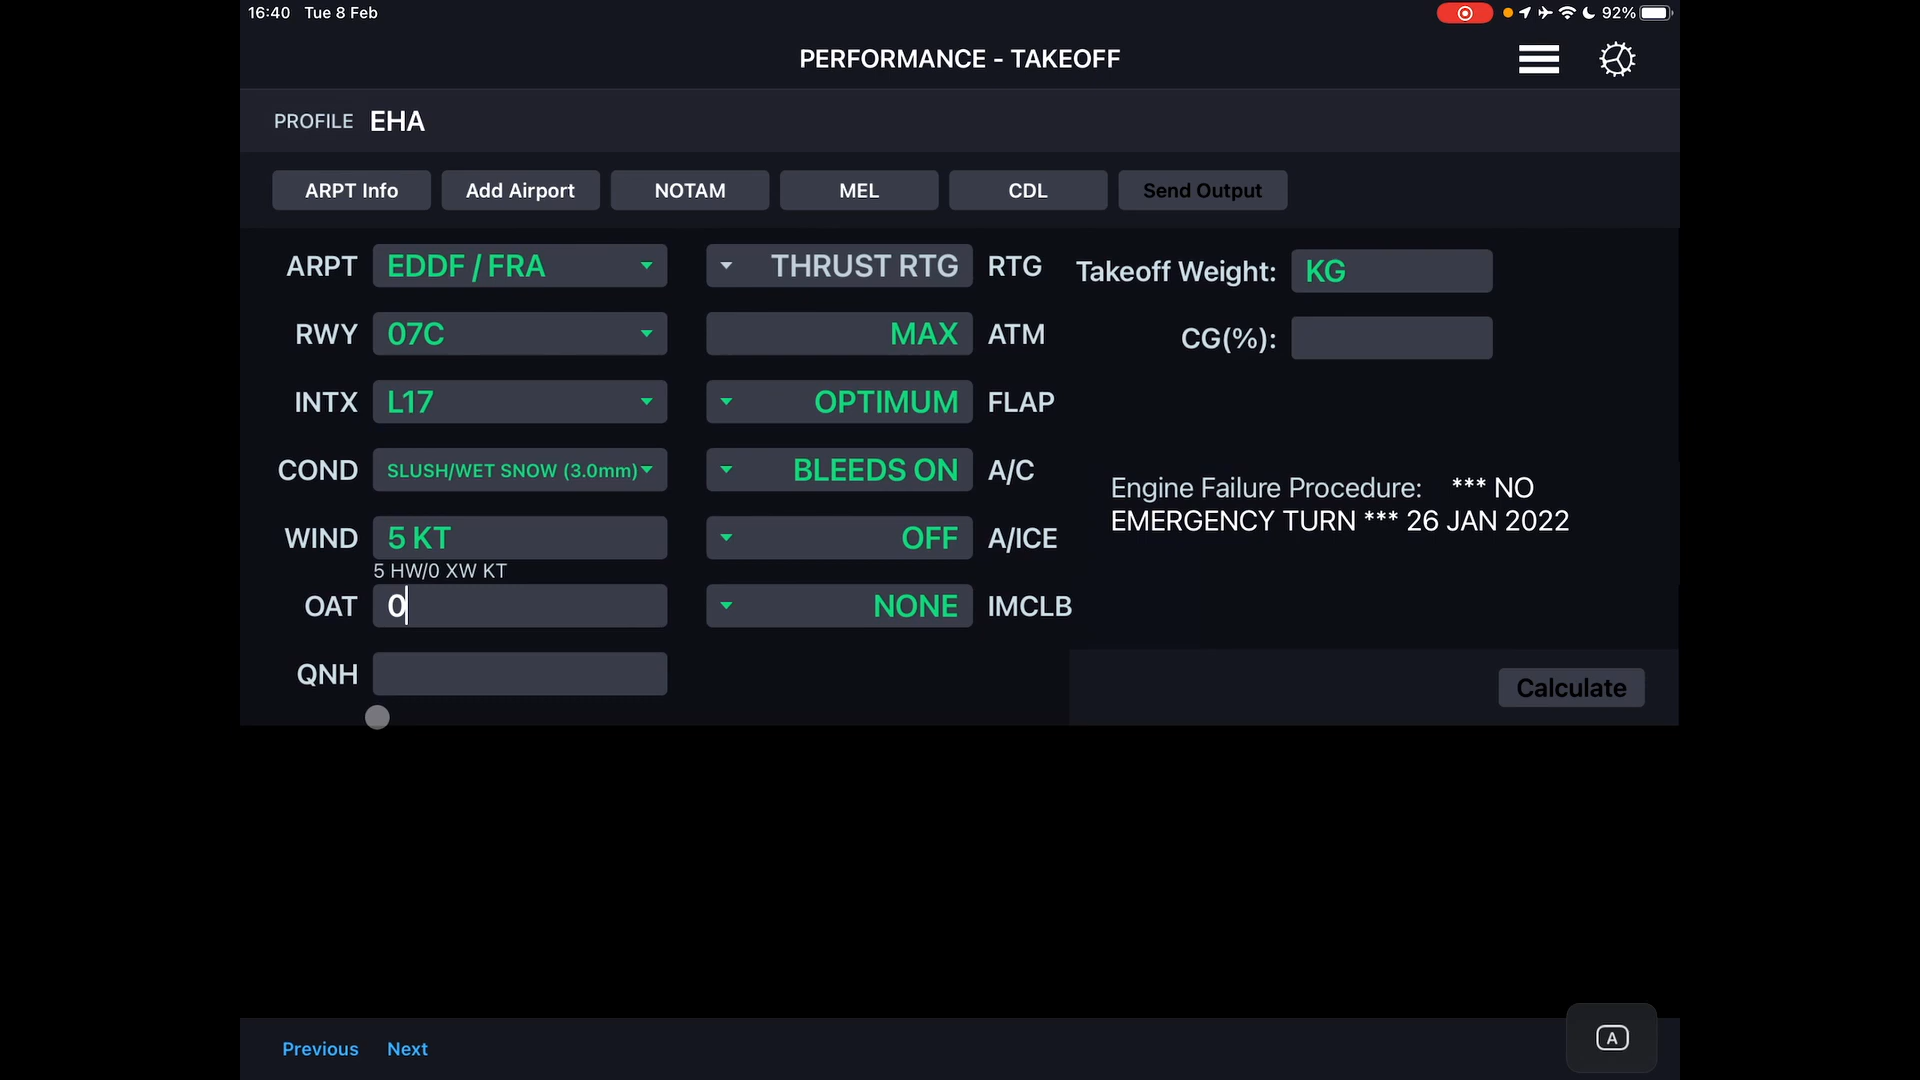 16:40 Tue 8 Feb 92%
PERFORMANCE - TAKEOFF
PROFILE EHA
ARPT Info Add Airport NOTAM MEL CDL Send Output
ARPT EDDF / FRA THRUST RTG RTG Takeoff Weight: KG
RWY 07C MAX ATM CG(%):
INTX L17 OPTIMUM FLAP
COND SLUSH/WET SNOW (3.0mm) BLEEDS ON A/C
Engine Failure Procedure: *** NO
EMERGENCY TURN *** 26 JAN 2022
WIND 5 KT OFF A/ICE
5 HW/0 XW KT
OAT 0 NONE IMCLB
QNH
Calculate
Previous Next
A